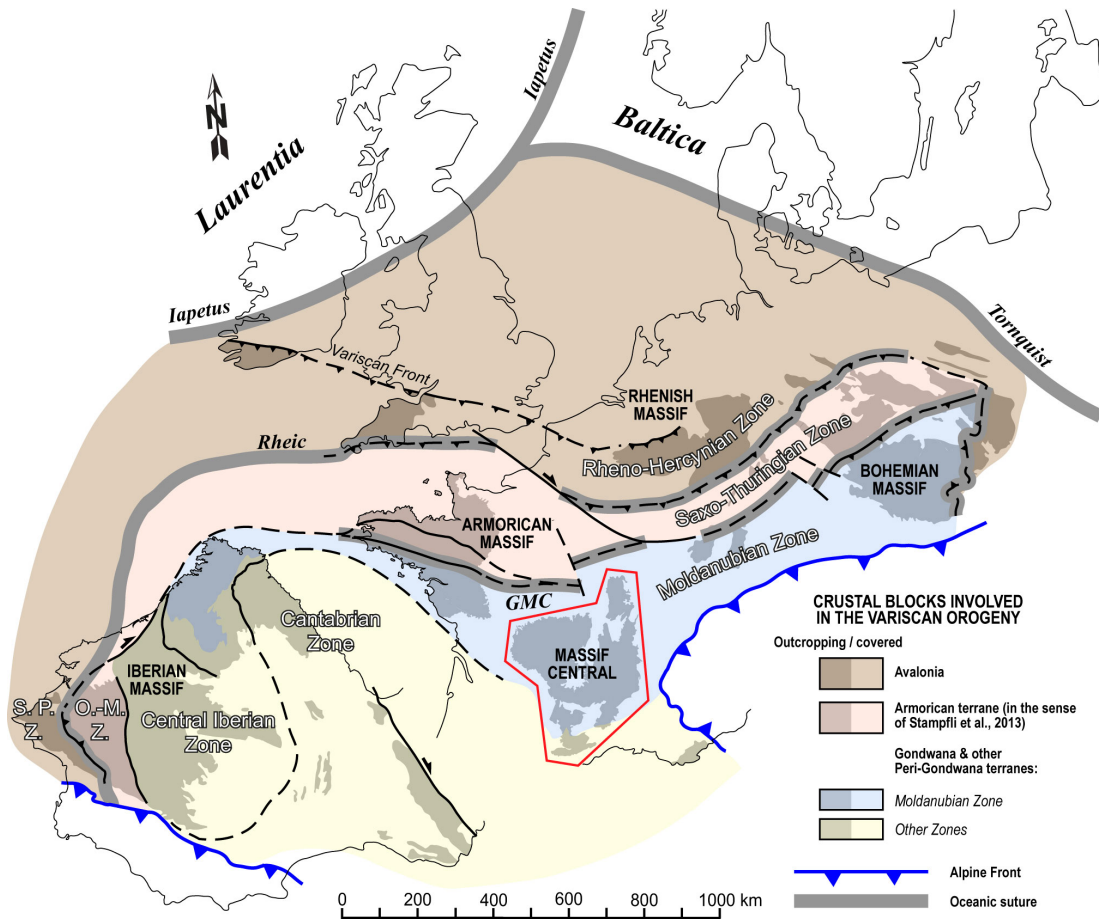 Iapetus
N
Baltica
Laurentia
Iapetus
Tornquist
Variscan Front
RHENISH
MASSIF
Rheic
Rheno-Hercynian Zone
Saxo-Thuringian Zone
BOHEMIAN
MASSIF
ARMORICAN
MASSIF
Moldanubian Zone
GMC
Cantabrian
Zone
MASSIF
CENTRAL
IBERIAN
MASSIF
S. P.
Z.
O.-M.
Z.
Central Iberian
Zone
CRUSTAL BLOCKS INVOLVED
IN THE VARISCAN OROGENY
Outcropping / covered
Avalonia
Armorican terrane (in the sense
of Stampfli et al., 2013)
Gondwana & other
Peri-Gondwana terranes:
Moldanubian Zone
Other Zones
Alpine Front
Oceanic suture
0 200 400 600 800 1000 km